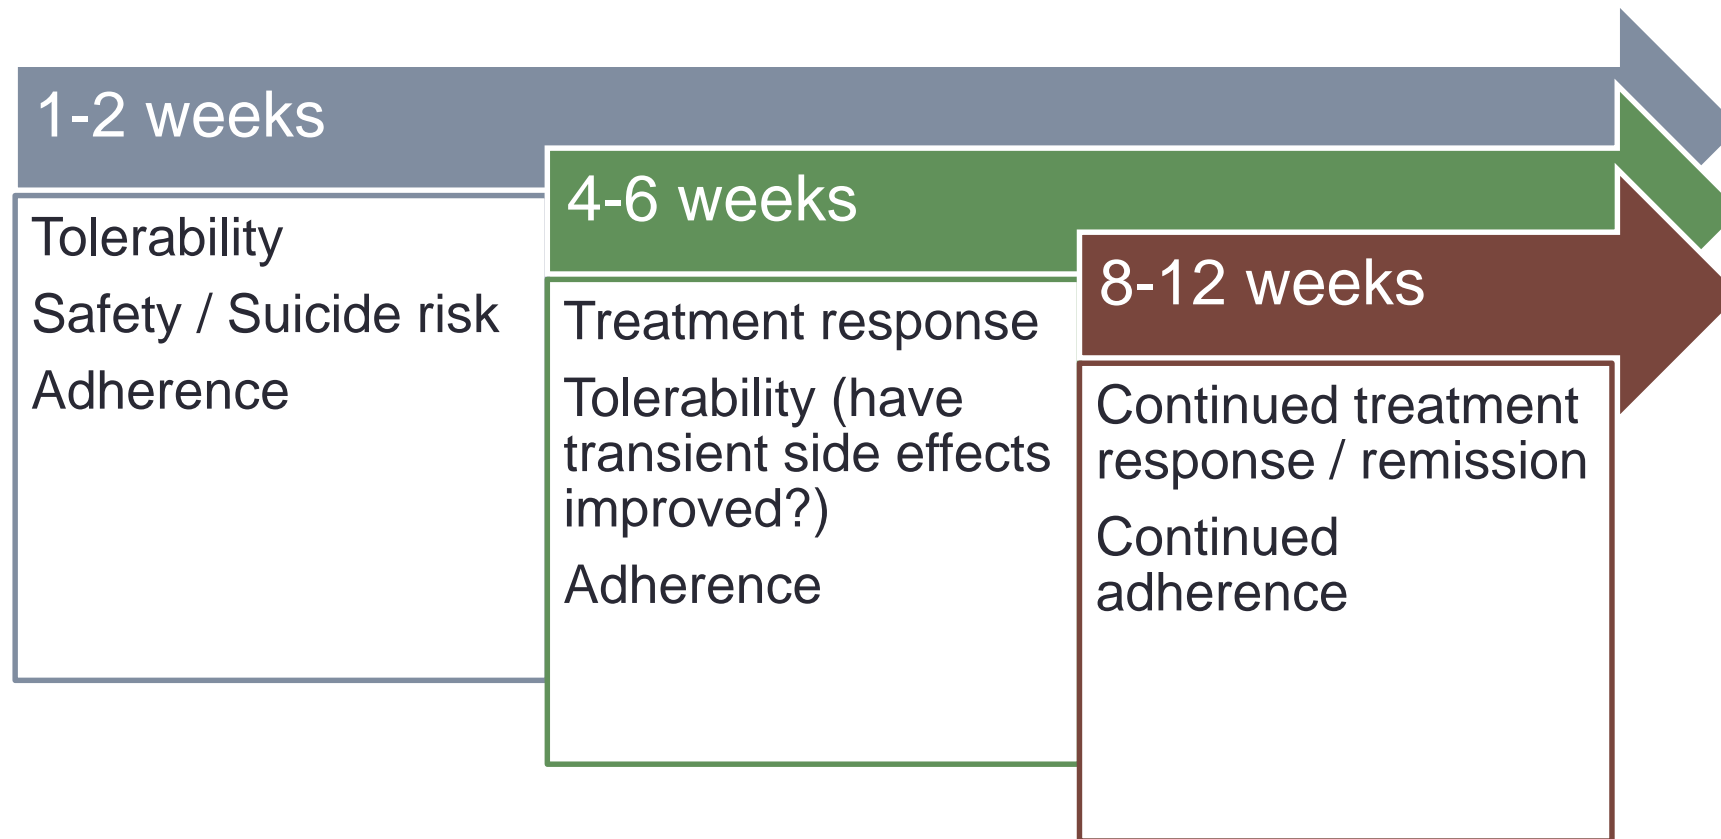 1-2 weeks
Tolerability
Safety / Suicide risk
Adherence
4-6 weeks
Treatment response
Tolerability (have
transient side effects
improved?)
Adherence
8-12 weeks
Continued treatment
response / remission
Continued
adherence